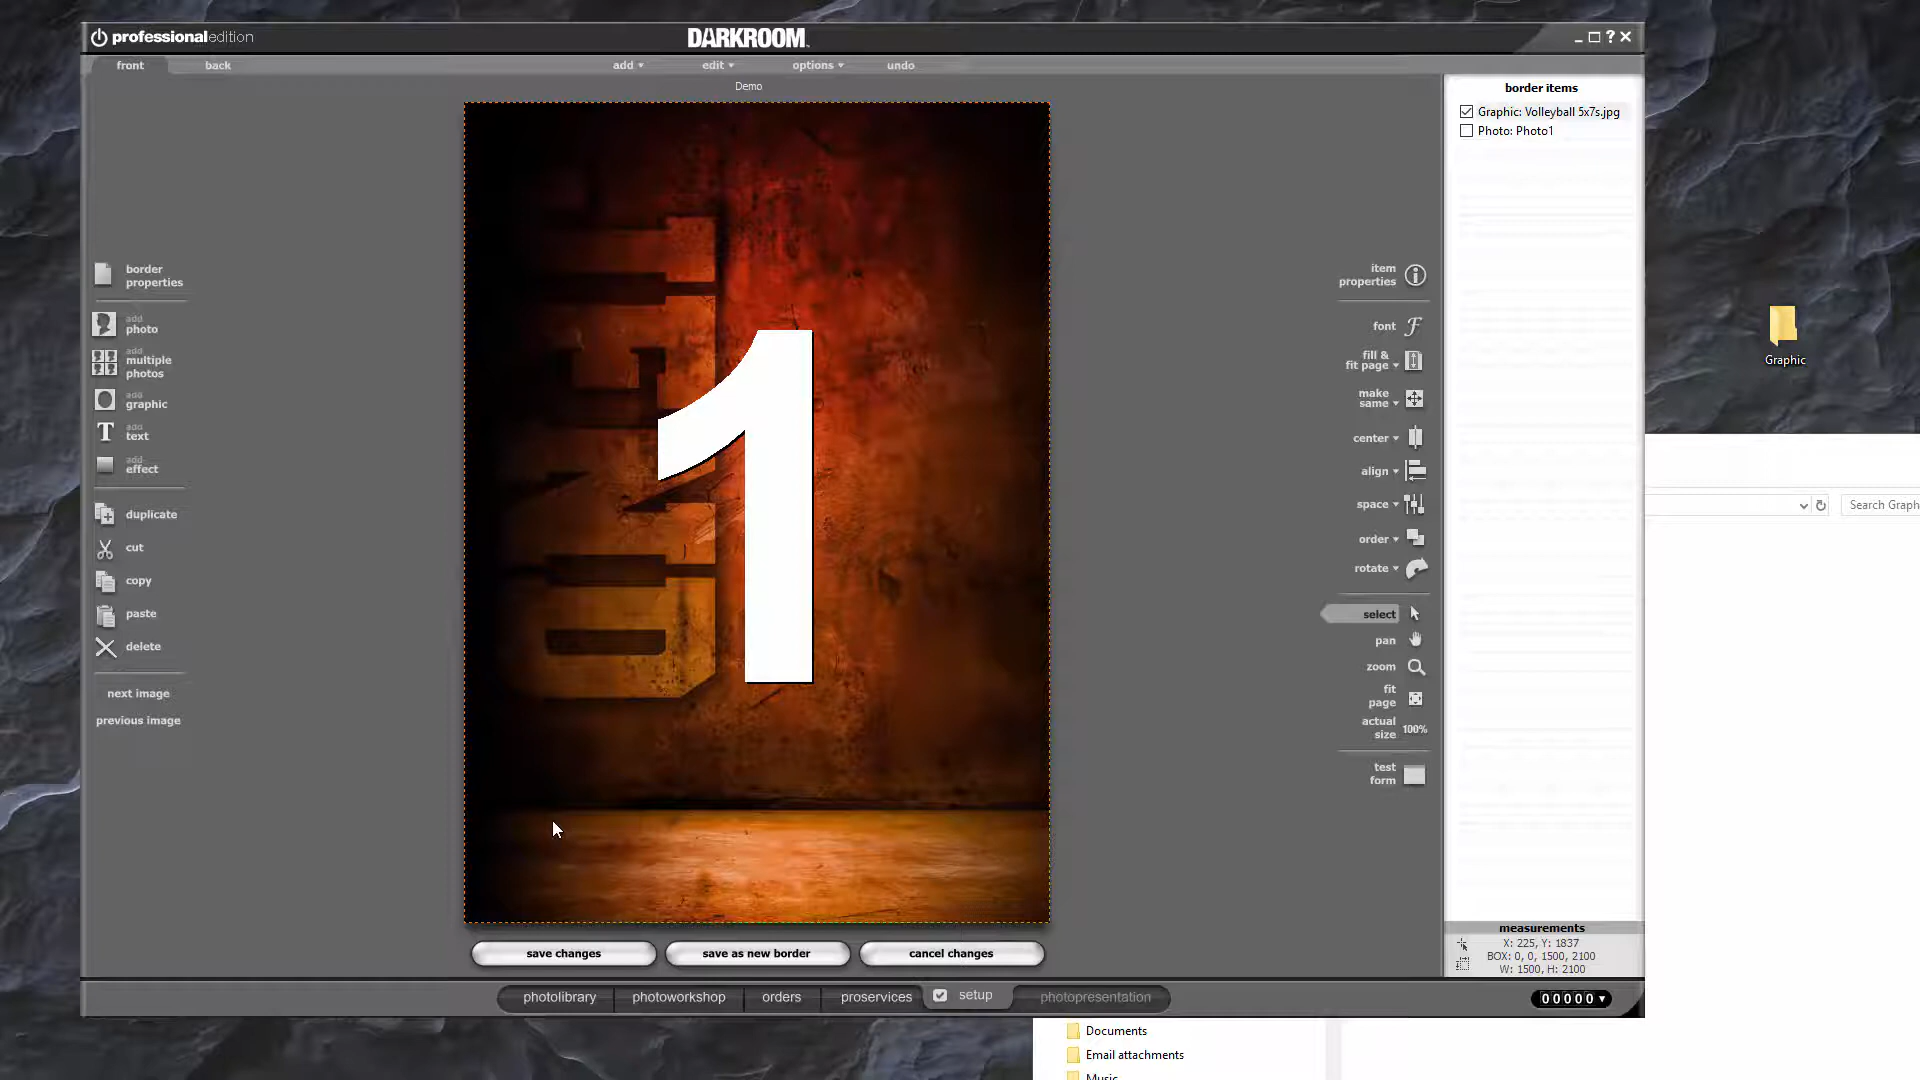 professionaledition
DARKROOM
front
back
add
edit
options
undo
Demo
border items
Graphic: Volleyball 5x7s.jpg
Photo: Photo1
border
properties
add
photo
add
multiple
photos
add
graphic
T
add
text
add
effect
duplicate
cut
copy
paste
delete
next image
previous image
1
item
properties
font
fill &
fit page
make
same
center
align
space
order
rotate
select
pan
zoom
fit
page
actual
size
100%
test
form
Graphic
Search Graph
save changes
save as new border
cancel changes
measurements
X: 225, Y: 1837
BOX: 0, 0, 1500, 2100
W: 1500, H: 2100
photolibrary
photoworkshop
orders
proservices
setup
photopresentation
00000
Documents
Email attachments
Music